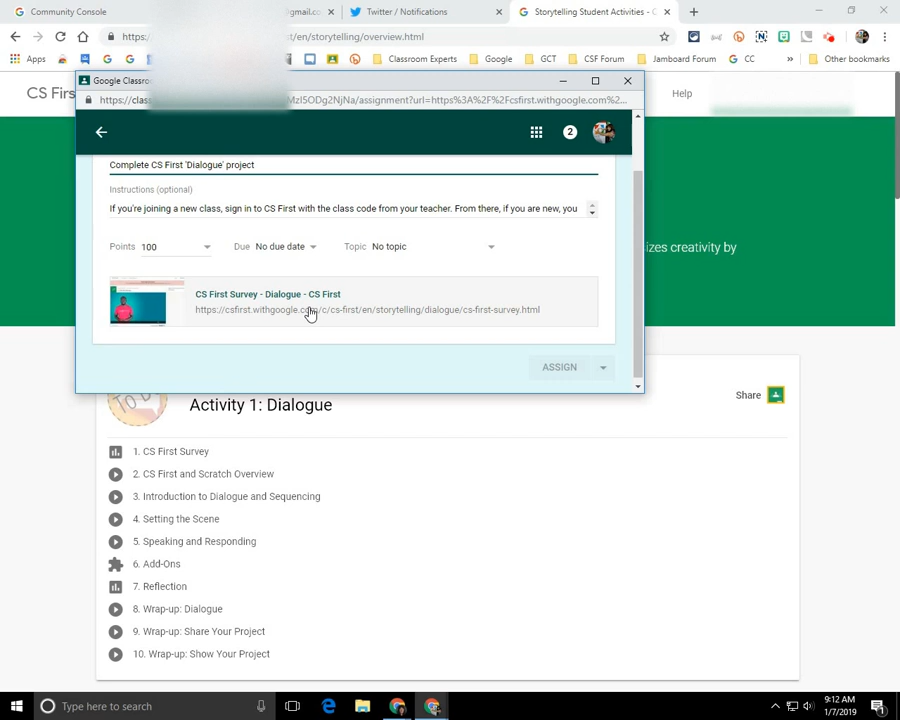 Community Console
@gmail.com
Twitter / Notifications
Storytelling Student Activities - C
https:
/en/storytelling/overview.html
Apps
Classroom Experts
Google
GCT
CSF Forum
Jamboard Forum
CC
Other bookmarks
Google Classroom
https://class
MzI5ODg2NjNa/assignment?url=https%3A%2F%2Fcsfirst.withgoogle.com%2...
CS Firs
Help
2
Complete CS First 'Dialogue' project
Instructions (optional)
If you're joining a new class, sign in to CS First with the class code from your teacher. From there, if you are new, you
Points 100
Due No due date
Topic No topic
izes creativity by
CS First Survey - Dialogue - CS First
https://csfirst.withgoogle.com/c/cs-first/en/storytelling/dialogue/cs-first-survey.html
ASSIGN
TO-DO
Activity 1: Dialogue
Share
1. CS First Survey
2. CS First and Scratch Overview
3. Introduction to Dialogue and Sequencing
4. Setting the Scene
5. Speaking and Responding
6. Add-Ons
7. Reflection
8. Wrap-up: Dialogue
9. Wrap-up: Share Your Project
10. Wrap-up: Show Your Project
Type here to search
9:12 AM
1/7/2019